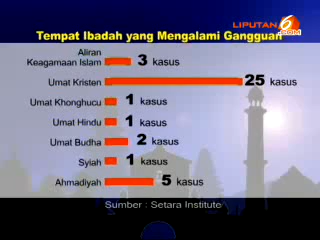 LIPUTAN 6
.COM
Tempat Ibadah yang Mengalami Gangguan
Aliran
Keagamaan Islam 3 kasus
Umat Kristen 25 kasus
Umat Khonghucu 1 kasus
Umat Hindu 1 kasus
Umat Budha 2 kasus
Syiah 1 kasus
Ahmadiyah 5 kasus
Sumber : Setara Institute